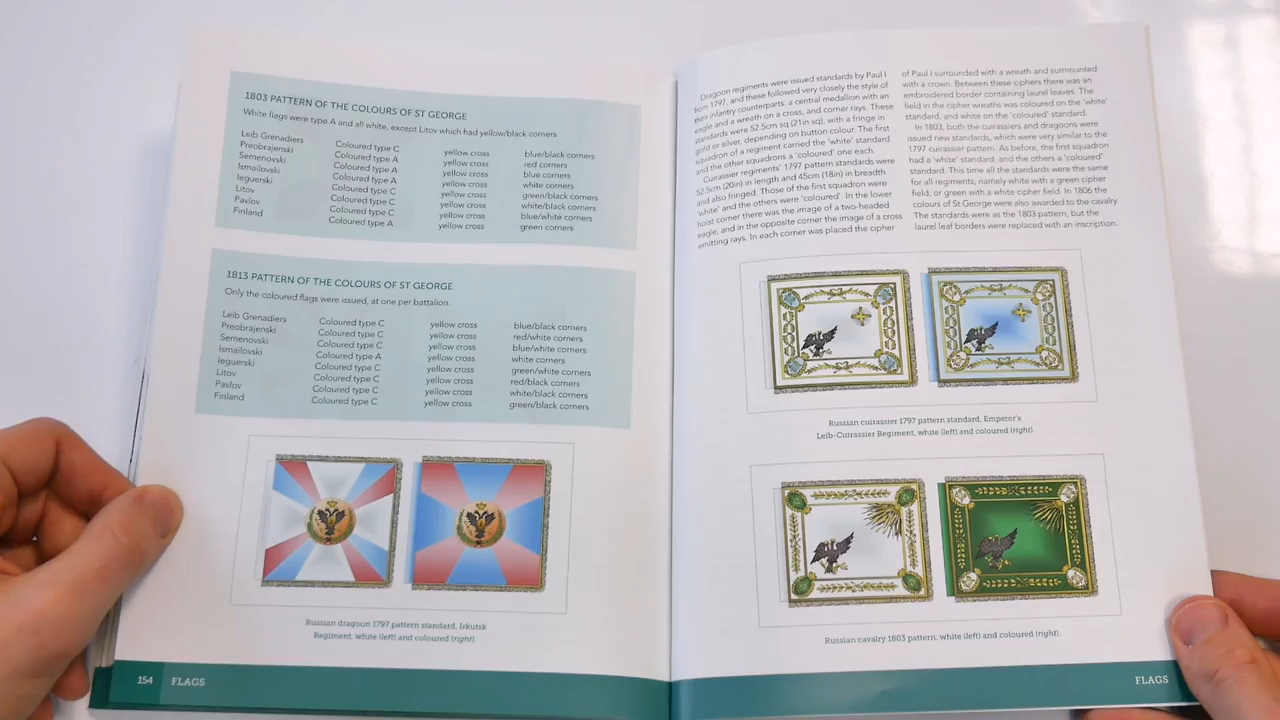 1803 PATTERN OF THE COLOURS OF ST GEORGE
White flags were type A and all white, except Litov which had yellow/black corners.
Leib Grenadiers Coloured type C yellow cross blue/black corners
Preobrajenski Coloured type A yellow cross red corners
Semenovski Coloured type A yellow cross blue corners
Ismailovski Coloured type A yellow cross white corners
Ieguerski Coloured type C yellow cross green/black corners
Litov Coloured type C yellow cross white/black corners
Pavlov Coloured type C yellow cross blue/white corners
Finland Coloured type A yellow cross green corners
1813 PATTERN OF THE COLOURS OF ST GEORGE
Only the coloured flags were issued, at one per battalion.
Leib Grenadiers Coloured type C yellow cross blue/black corners
Preobrajenski Coloured type C yellow cross red/white corners
Semenovski Coloured type C yellow cross blue/white corners
Ismailovski Coloured type A yellow cross white corners
Ieguerski Coloured type C yellow cross green/white corners
Litov Coloured type C yellow cross red/black corners
Pavlov Coloured type C yellow cross white/black corners
Finland Coloured type C yellow cross green/black corners
Russian dragoon 1797 pattern standard, Irkutsk
Regiment, white (left) and coloured (right).
154 FLAGS
Dragoon regiments were issued standards by Paul I
from 1797, and these followed very closely the style of
their infantry counterparts: a central medallion with an
eagle and a wreath on a cross, and corner rays. These
standards were 52.5cm sq (21in sq), with a fringe in
gold or silver, depending on button colour. The first
squadron of a regiment carried the 'white' standard
and the other squadrons a 'coloured' one each.
Cuirassier regiments' 1797 pattern standards were
52.5cm (20in) in length and 45cm (18in) in breadth
and also fringed. Those of the first squadron were
'white' and the others were 'coloured'. In the lower
hoist corner there was the image of a two-headed
eagle, and in the opposite corner the image of a cross
emitting rays. In each corner was placed the cipher
of Paul I surrounded with a wreath and surmounted
with a crown. Between these ciphers there was an
embroidered border containing laurel leaves. The
field in the cipher wreaths was coloured on the 'white'
standard, and white on the 'coloured' standard.
In 1803, both the cuirassiers and dragoons were
issued new standards, which were very similar to the
1797 cuirassier pattern. As before, the first squadron
had a 'white' standard, and the others a 'coloured'
standard. This time all the standards were the same
for all regiments, namely white with a green cipher
field, or green with a white cipher field. In 1806 the
colours of St George were also awarded to the cavalry.
The standards were as the 1803 pattern, but the
laurel leaf borders were replaced with an inscription.
Russian cuirassier 1797 pattern standard, Emperor's
Leib-Cuirassier Regiment, white (left) and coloured (right).
Russian cavalry 1803 pattern, white (left) and coloured (right).
FLAGS